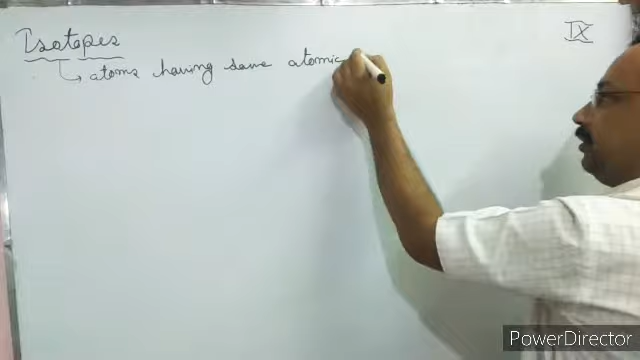 Isotopes
IX
atoms having same atomic
PowerDirector